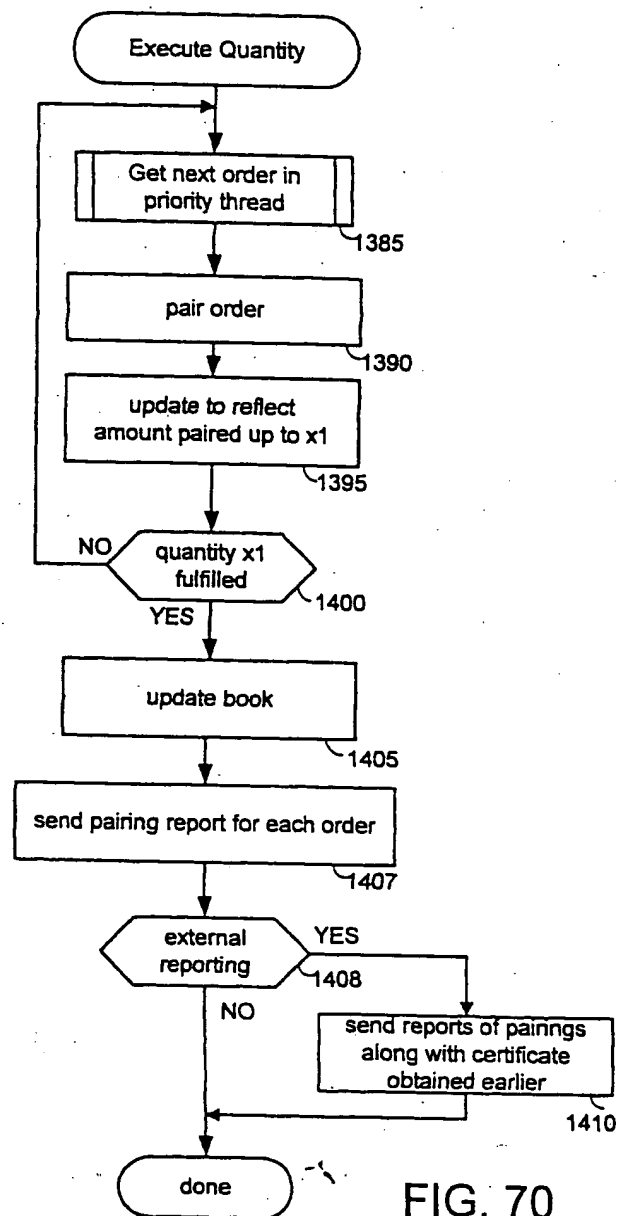 Execute Quantity
Get next order in
priority thread
1385
pair order
1390
update to reflect
amount paired up to x1
1395
NO
quantity x1
fulfilled
1400
YES
update book
1405
send pairing report for each order
1407
external
reporting
YES
1408
NO
send reports of pairings
along with certificate
obtained earlier
1410
done
FIG. 70